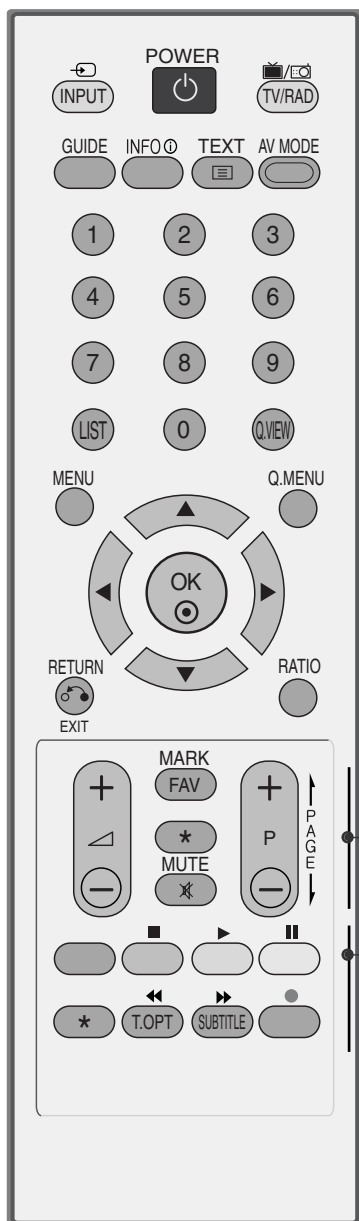 POWER
INPUT
TV/RAD
GUIDE INFO i TEXT AV MODE
1 2 3
4 5 6
7 8 9
LIST 0 Q.VIEW
MENU Q.MENU
OK
RETURN RATIO
EXIT
MARK
+ FAV +
* P
PAGE
MUTE
* T.OPT SUBTITLE